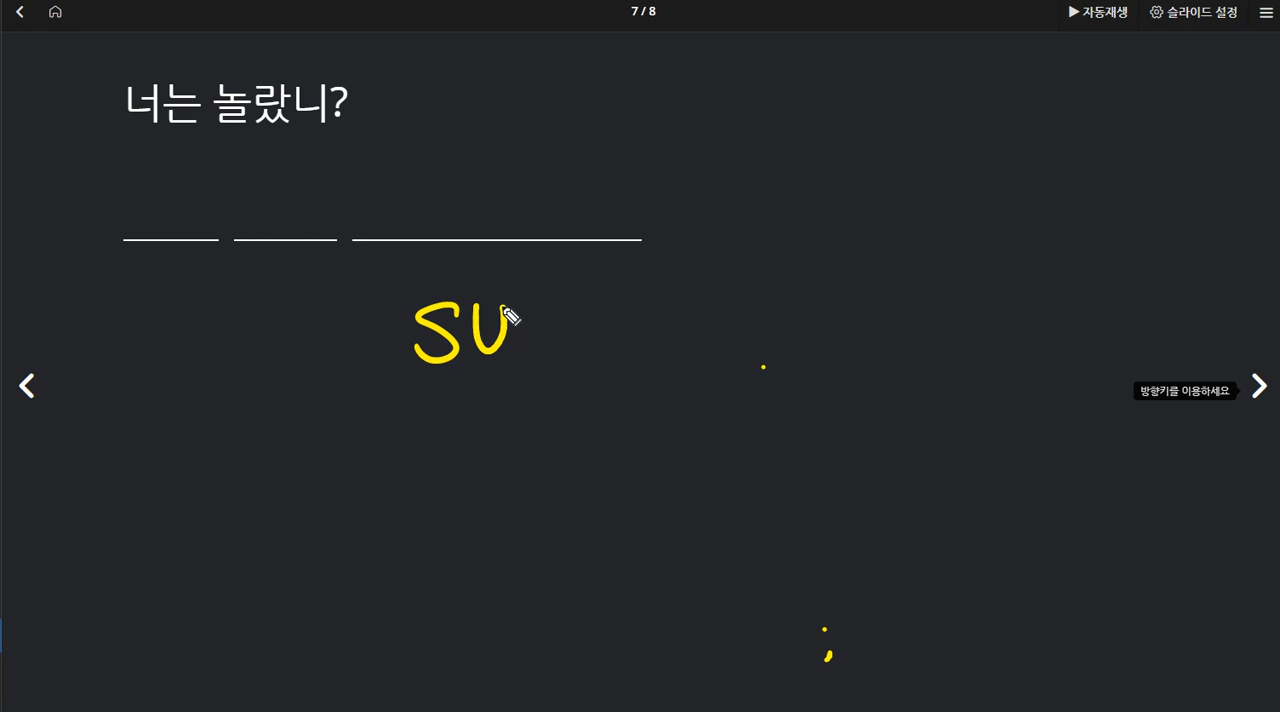 7 / 8
자동재생
슬라이드 설정
너는 놀랐니?
su
방향키를 이용하세요